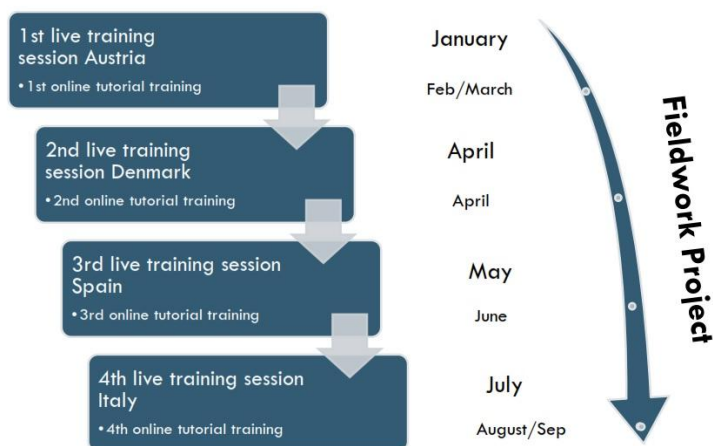 1st live training
session Austria
• 1st online tutorial training
January
Feb/March
2nd live training
session Denmark
• 2nd online tutorial training
April
April
3rd live training session
Spain
• 3rd online tutorial training
May
June
4th live training session
Italy
• 4th online tutorial training
July
August/Sep
Fieldwork Project